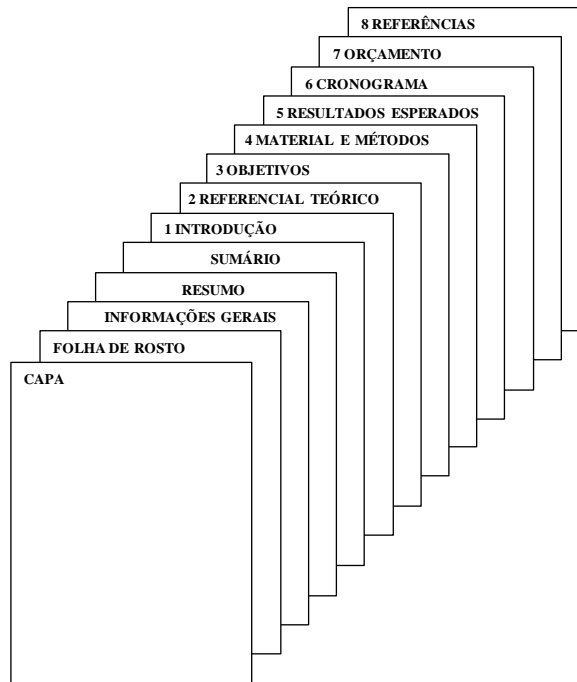 8 REFERÊNCIAS
7 ORÇAMENTO
6 CRONOGRAMA
5 RESULTADOS ESPERADOS
4 MATERIAL E MÉTODOS
3 OBJETIVOS
2 REFERENCIAL TEÓRICO
1 INTRODUÇÃO
SUMÁRIO
RESUMO
INFORMAÇÕES GERAIS
FOLHA DE ROSTO
CAPA